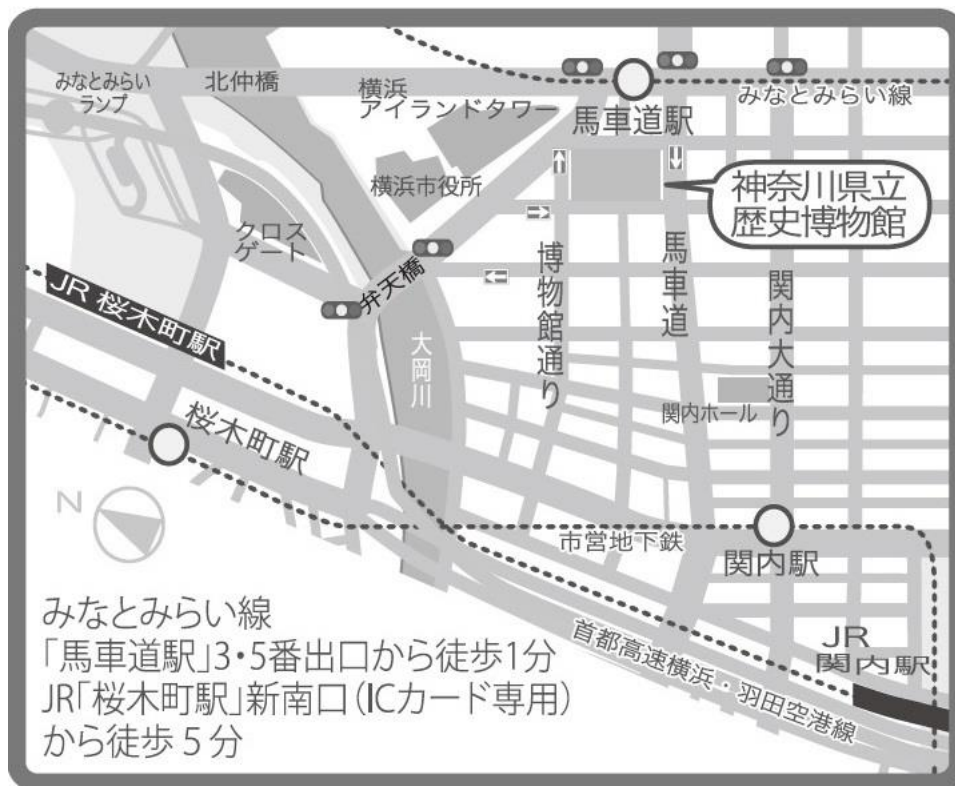 みなとみらい
ランプ
北仲橋
横浜
アイランドタワー
馬車道駅
みなとみらい線
横浜市役所
神奈川県立
歴史博物館
クロス
ゲート
弁天橋
博物館通り
馬車道
関内大通り
JR 桜木町駅
大岡川
関内ホール
桜木町駅
N
市営地下鉄
関内駅
首都高速横浜・羽田空港線
JR
関内駅
みなとみらい線
「馬車道駅」3・5番出口から徒歩1分
JR「桜木町駅」新南口(ICカード専用)
から徒歩5分